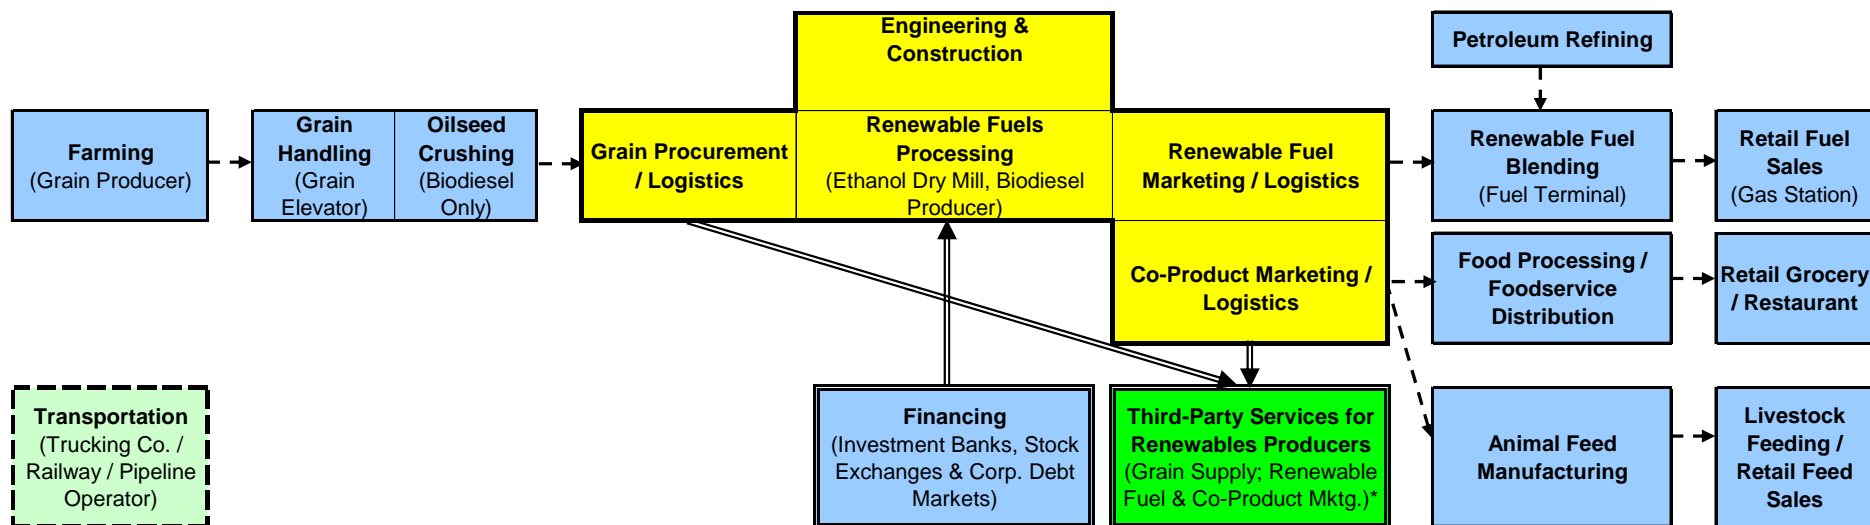 Engineering &
Construction
Petroleum Refining
Farming
(Grain Producer)
Grain
Handling
(Grain
Elevator)
Oilseed
Crushing
(Biodiesel
Only)
Grain Procurement
/ Logistics
Renewable Fuels
Processing
(Ethanol Dry Mill, Biodiesel
Producer)
Renewable Fuel
Marketing / Logistics
Renewable Fuel
Blending
(Fuel Terminal)
Retail Fuel
Sales
(Gas Station)
Co-Product Marketing /
Logistics
Food Processing /
Foodservice
Distribution
Retail Grocery
/ Restaurant
Transportation
(Trucking Co. /
Railway / Pipeline
Operator)
Financing
(Investment Banks, Stock
Exchanges & Corp. Debt
Markets)
Third-Party Services for
Renewables Producers
(Grain Supply; Renewable
Fuel & Co-Product Mktg.)*
Animal Feed
Manufacturing
Livestock
Feeding /
Retail Feed
Sales